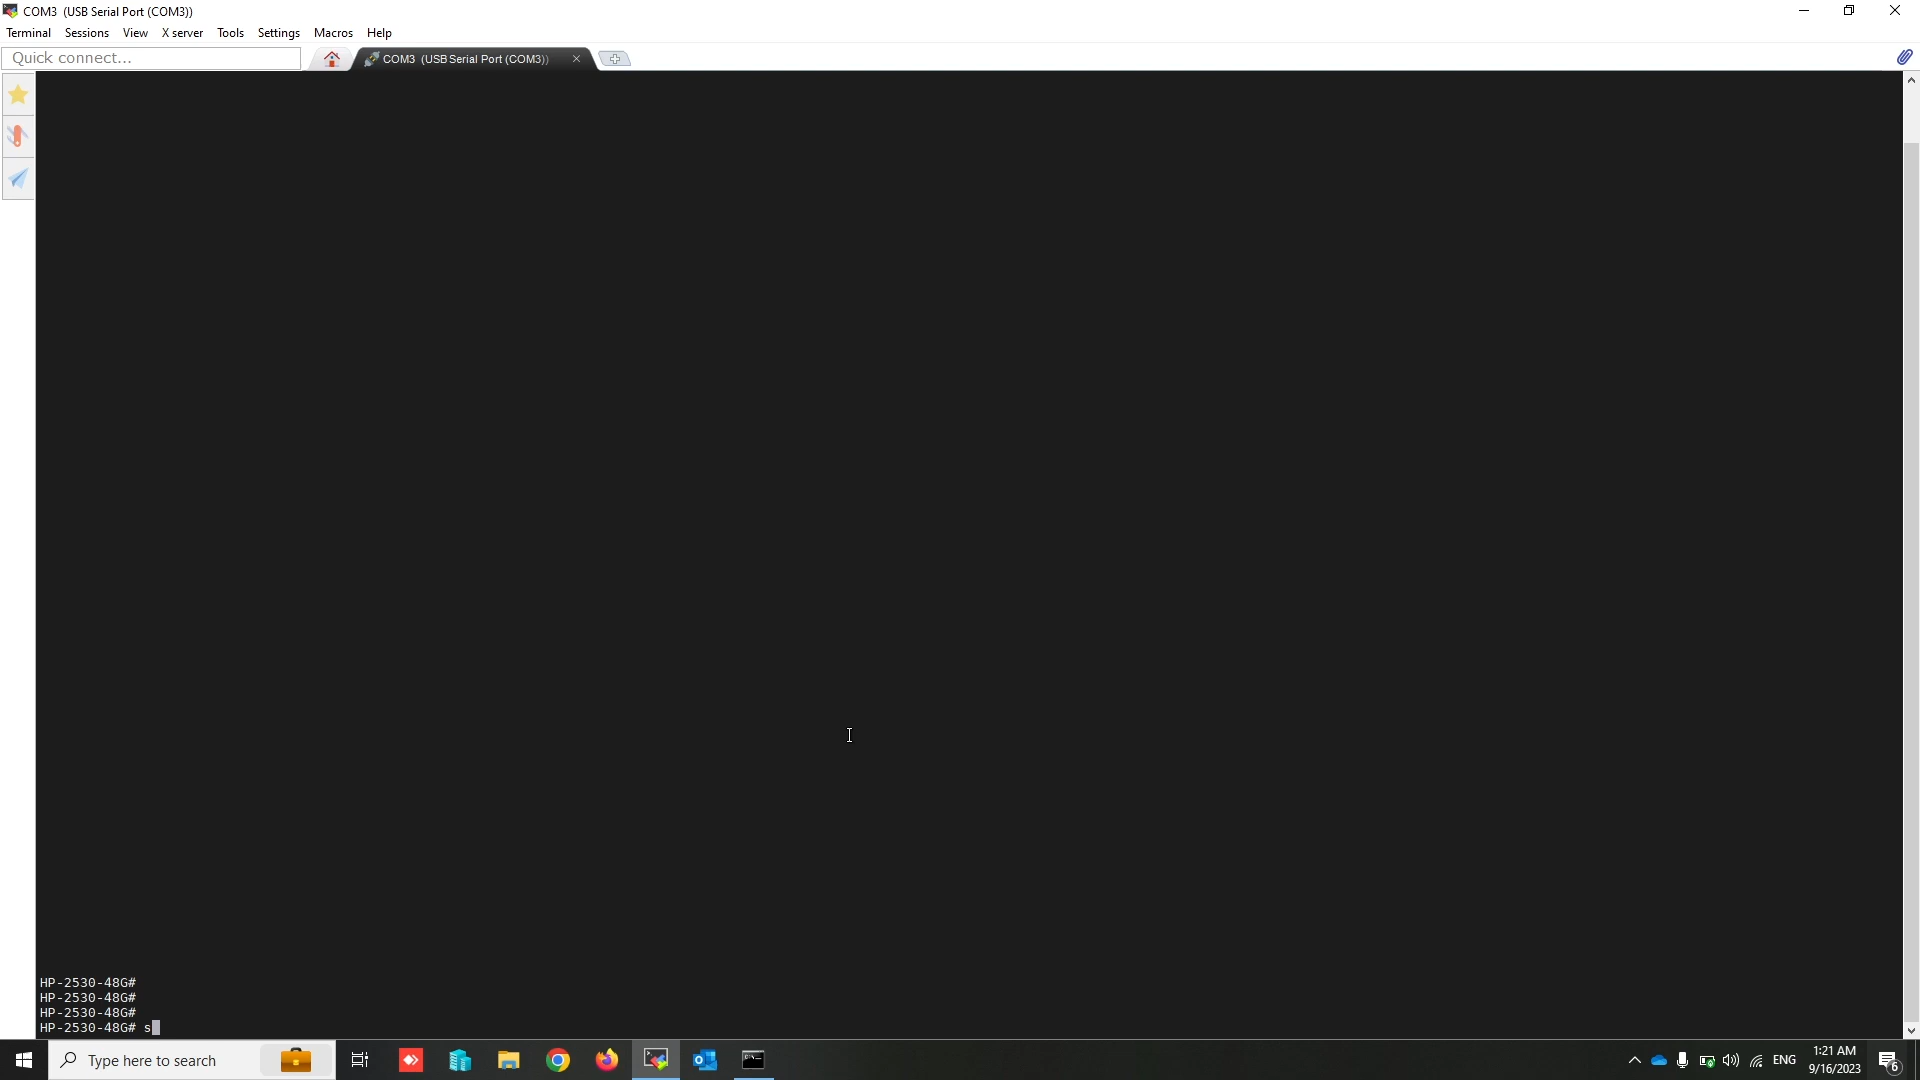 COM3 (USB Serial Port (COM3))
Terminal Sessions View X server Tools Settings Macros Help
Quick connect...
COM3 (USB Serial Port (COM3))
HP-2530-48G#
HP-2530-48G#
HP-2530-48G#
HP-2530-48G# s
Type here to search
ENG
1:21 AM
9/16/2023
6